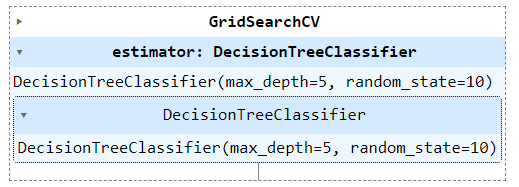 GridSearchCV
estimator: DecisionTreeClassifier
DecisionTreeClassifier(max_depth=5, random_state=10)
DecisionTreeClassifier
DecisionTreeClassifier(max_depth=5, random_state=10)